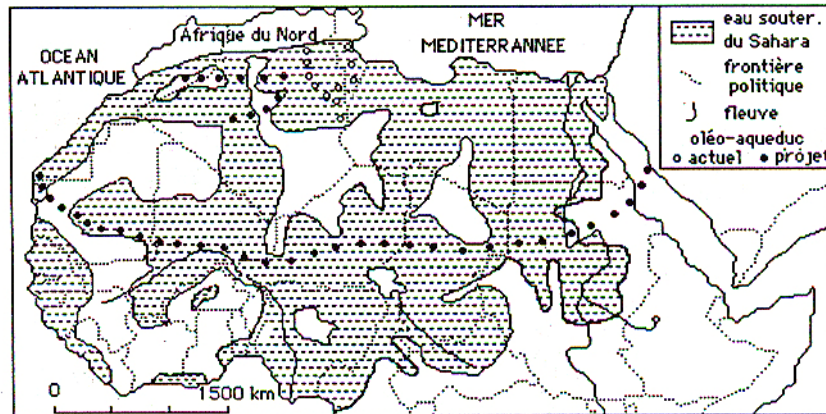 OCEAN
ATLANTIQUE
Afrique du Nord
MER
MEDITERRANNEE
eau souter.
du Sahara
frontière
politique
fleuve
oléo-aqueduc
actuel
projet
0
1500 km